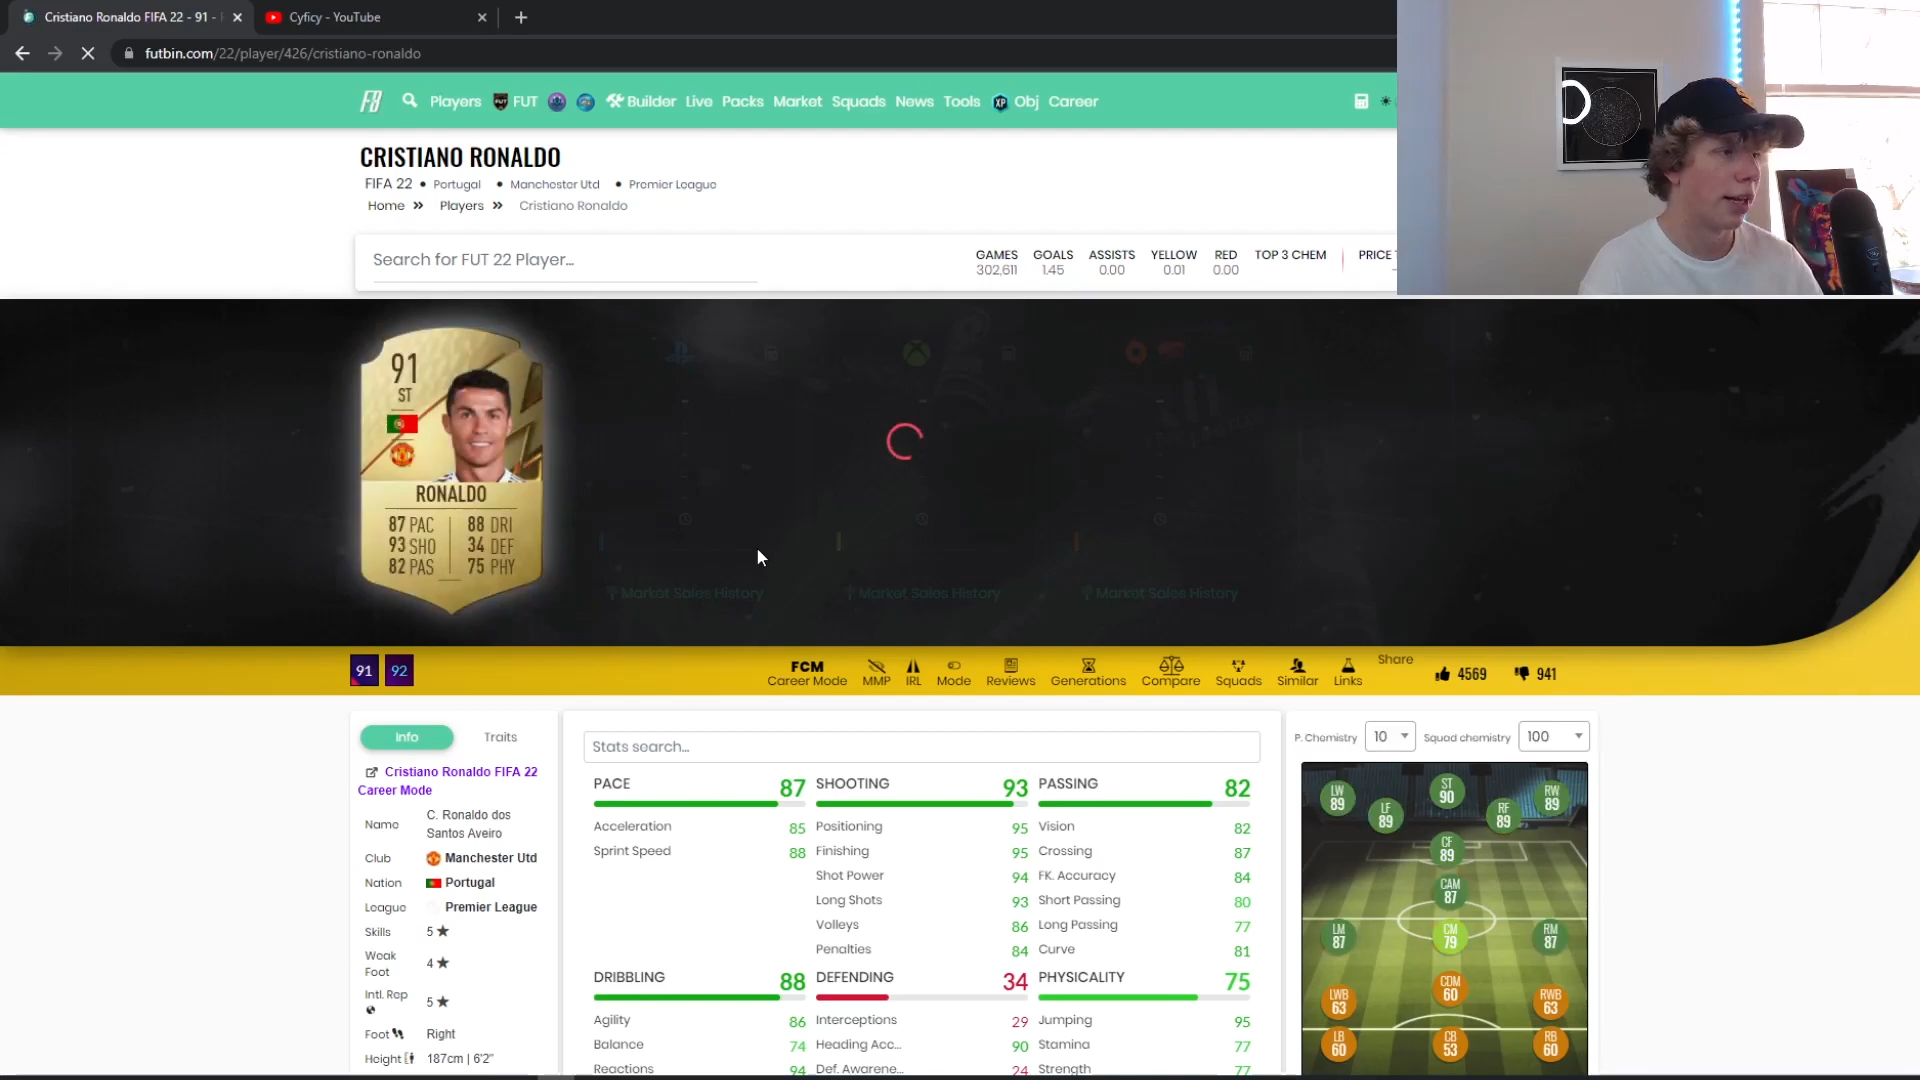 Cristiano Ronaldo FIFA 22 - 91 -
Cyficy - YouTube
futbin.com/22/player/426/cristiano-ronaldo
Players FUT Builder Live Packs Market Squads News Tools XP Obj Career
CRISTIANO RONALDO
FIFA 22 • Portugal • Manchester Utd • Premier League
Home » Players » Cristiano Ronaldo
Search for FUT 22 Player...
GAMES GOALS ASSISTS YELLOW RED TOP 3 CHEM PRICE
302,611 1.45 0.00 0.01 0.00
91
ST
RONALDO
87 PAC 88 DRI
93 SHO 34 DEF
82 PAS 75 PHY
Market Sales History Market Sales History Market Sales History
91 92
FCM
Career Mode MMP IRL Mode Reviews Generations Compare Squads Similar Links Share 4569 941
Info Traits
Cristiano Ronaldo FIFA 22
Career Mode
Name C. Ronaldo dos
Santos Aveiro
Club Manchester Utd
Nation Portugal
League Premier League
Skills 5★
Weak
Foot 4★
Intl. Rep 5★
Foot Right
Height 187cm | 6'2"
Stats search...
PACE 87 SHOOTING 93 PASSING 82
Acceleration 85 Positioning 95 Vision 82
Sprint Speed 88 Finishing 95 Crossing 87
Shot Power 94 FK. Accuracy 84
Long Shots 93 Short Passing 80
Volleys 86 Long Passing 77
Penalties 84 Curve 81
DRIBBLING 88 DEFENDING 34 PHYSICALITY 75
Agility 86 Interceptions 29 Jumping 95
Balance 74 Heading Acc... 90 Stamina 77
Reactions 94 Def. Awarene... 24 Strength 77
P. Chemistry 10 Squad chemistry 100
LW
89
ST
90
RW
89
LF
89
RF
89
CF
89
CAM
87
LM
87
CM
79
RM
87
LWB
63
CDM
60
RWB
63
LB
60
CB
53
RB
60